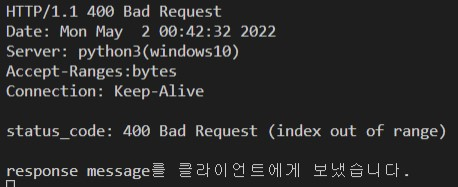 HTTP/1.1 400 Bad Request
Date: Mon May  2 00:42:32 2022
Server: python3(windows10)
Accept-Ranges:bytes
Connection: Keep-Alive
status_code: 400 Bad Request (index out of range)
response message를 클라이언트에게 보냈습니다.